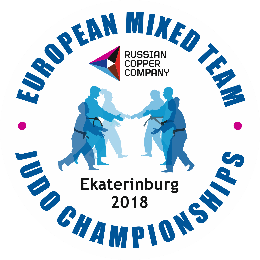 EUROPEAN MIXED TEAM
RUSSIAN
COPPER
COMPANY
Ekaterinburg
2018
JUDO CHAMPIONSHIPS